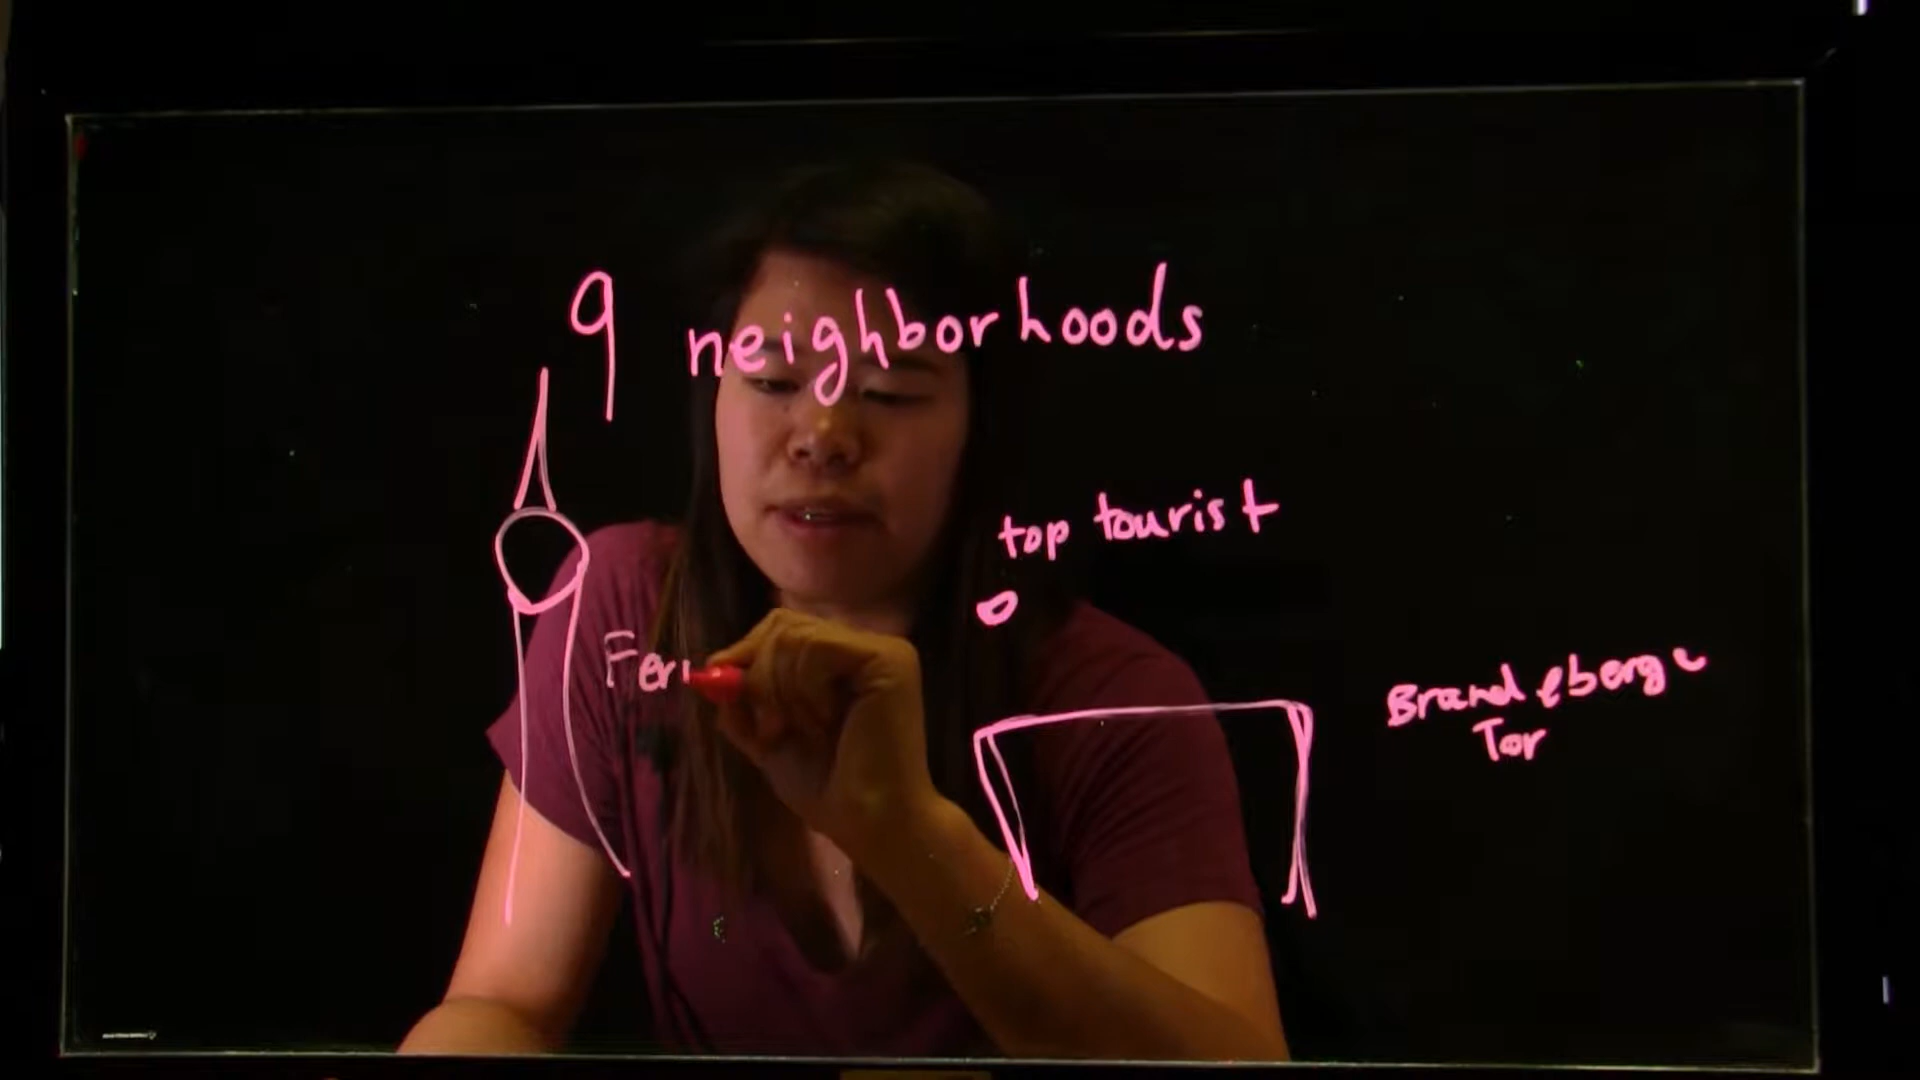 9 neighborhoods
top tourist
Brandeberge
Tor
Fer